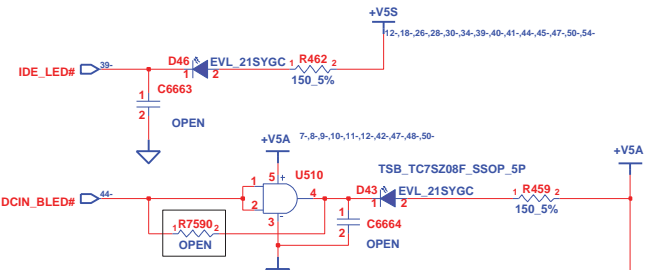 +V5S
12-,18-,26-,28-,30-,34-,39-,40-,41-,44-,45-,47-,50-,54-
IDE_LED# 39- D46 EVL_21SYGC 1 R462 2
1 2 150_5%
1 C6663
2
OPEN
+V5A 7-,8-,9-,10-,11-,12-,42-,47-,48-,50-
U510 TSB_TC7SZ08F_SSOP_5P +V5A
5 +
DCIN_BLED# 44- 1 4 D43 EVL_21SYGC 1 R459 2
2 1 2 150_5%
3 -
1 R7590 2 1 C6664
OPEN 2 OPEN